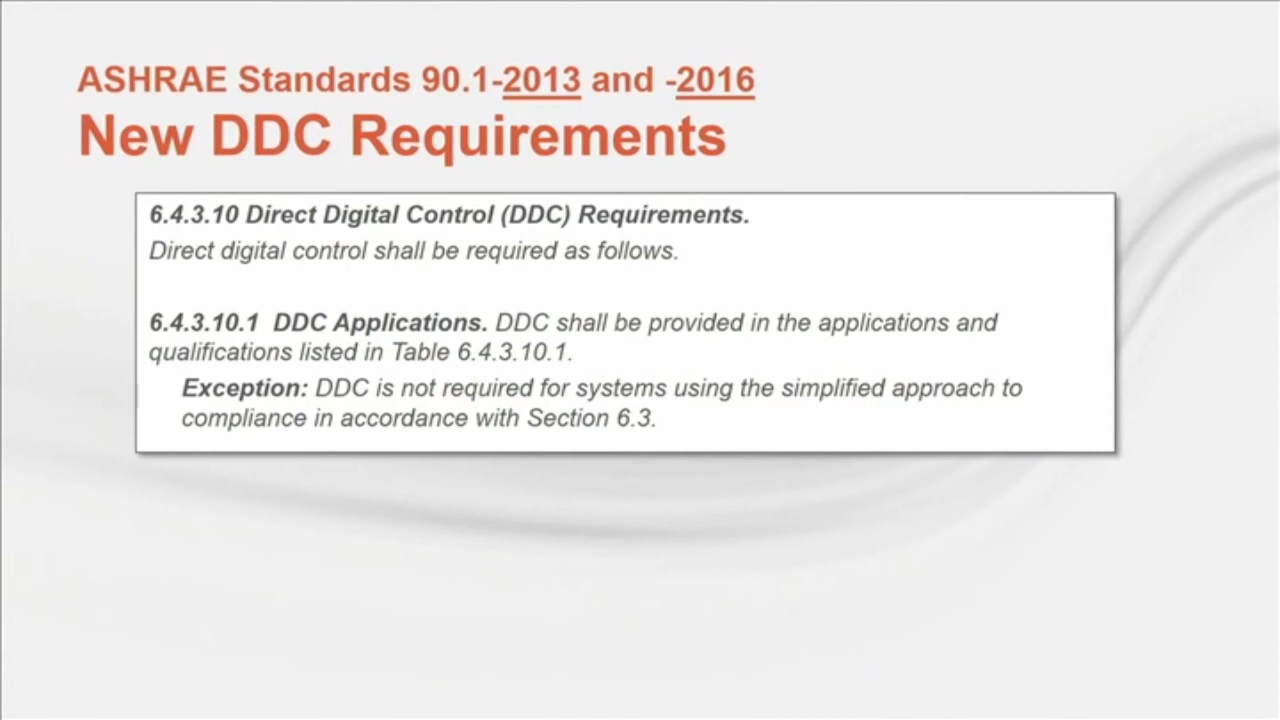 ASHRAE Standards 90.1-2013 and -2016
New DDC Requirements
6.4.3.10 Direct Digital Control (DDC) Requirements.
Direct digital control shall be required as follows.
6.4.3.10.1 DDC Applications. DDC shall be provided in the applications and
qualifications listed in Table 6.4.3.10.1.
Exception: DDC is not required for systems using the simplified approach to
compliance in accordance with Section 6.3.